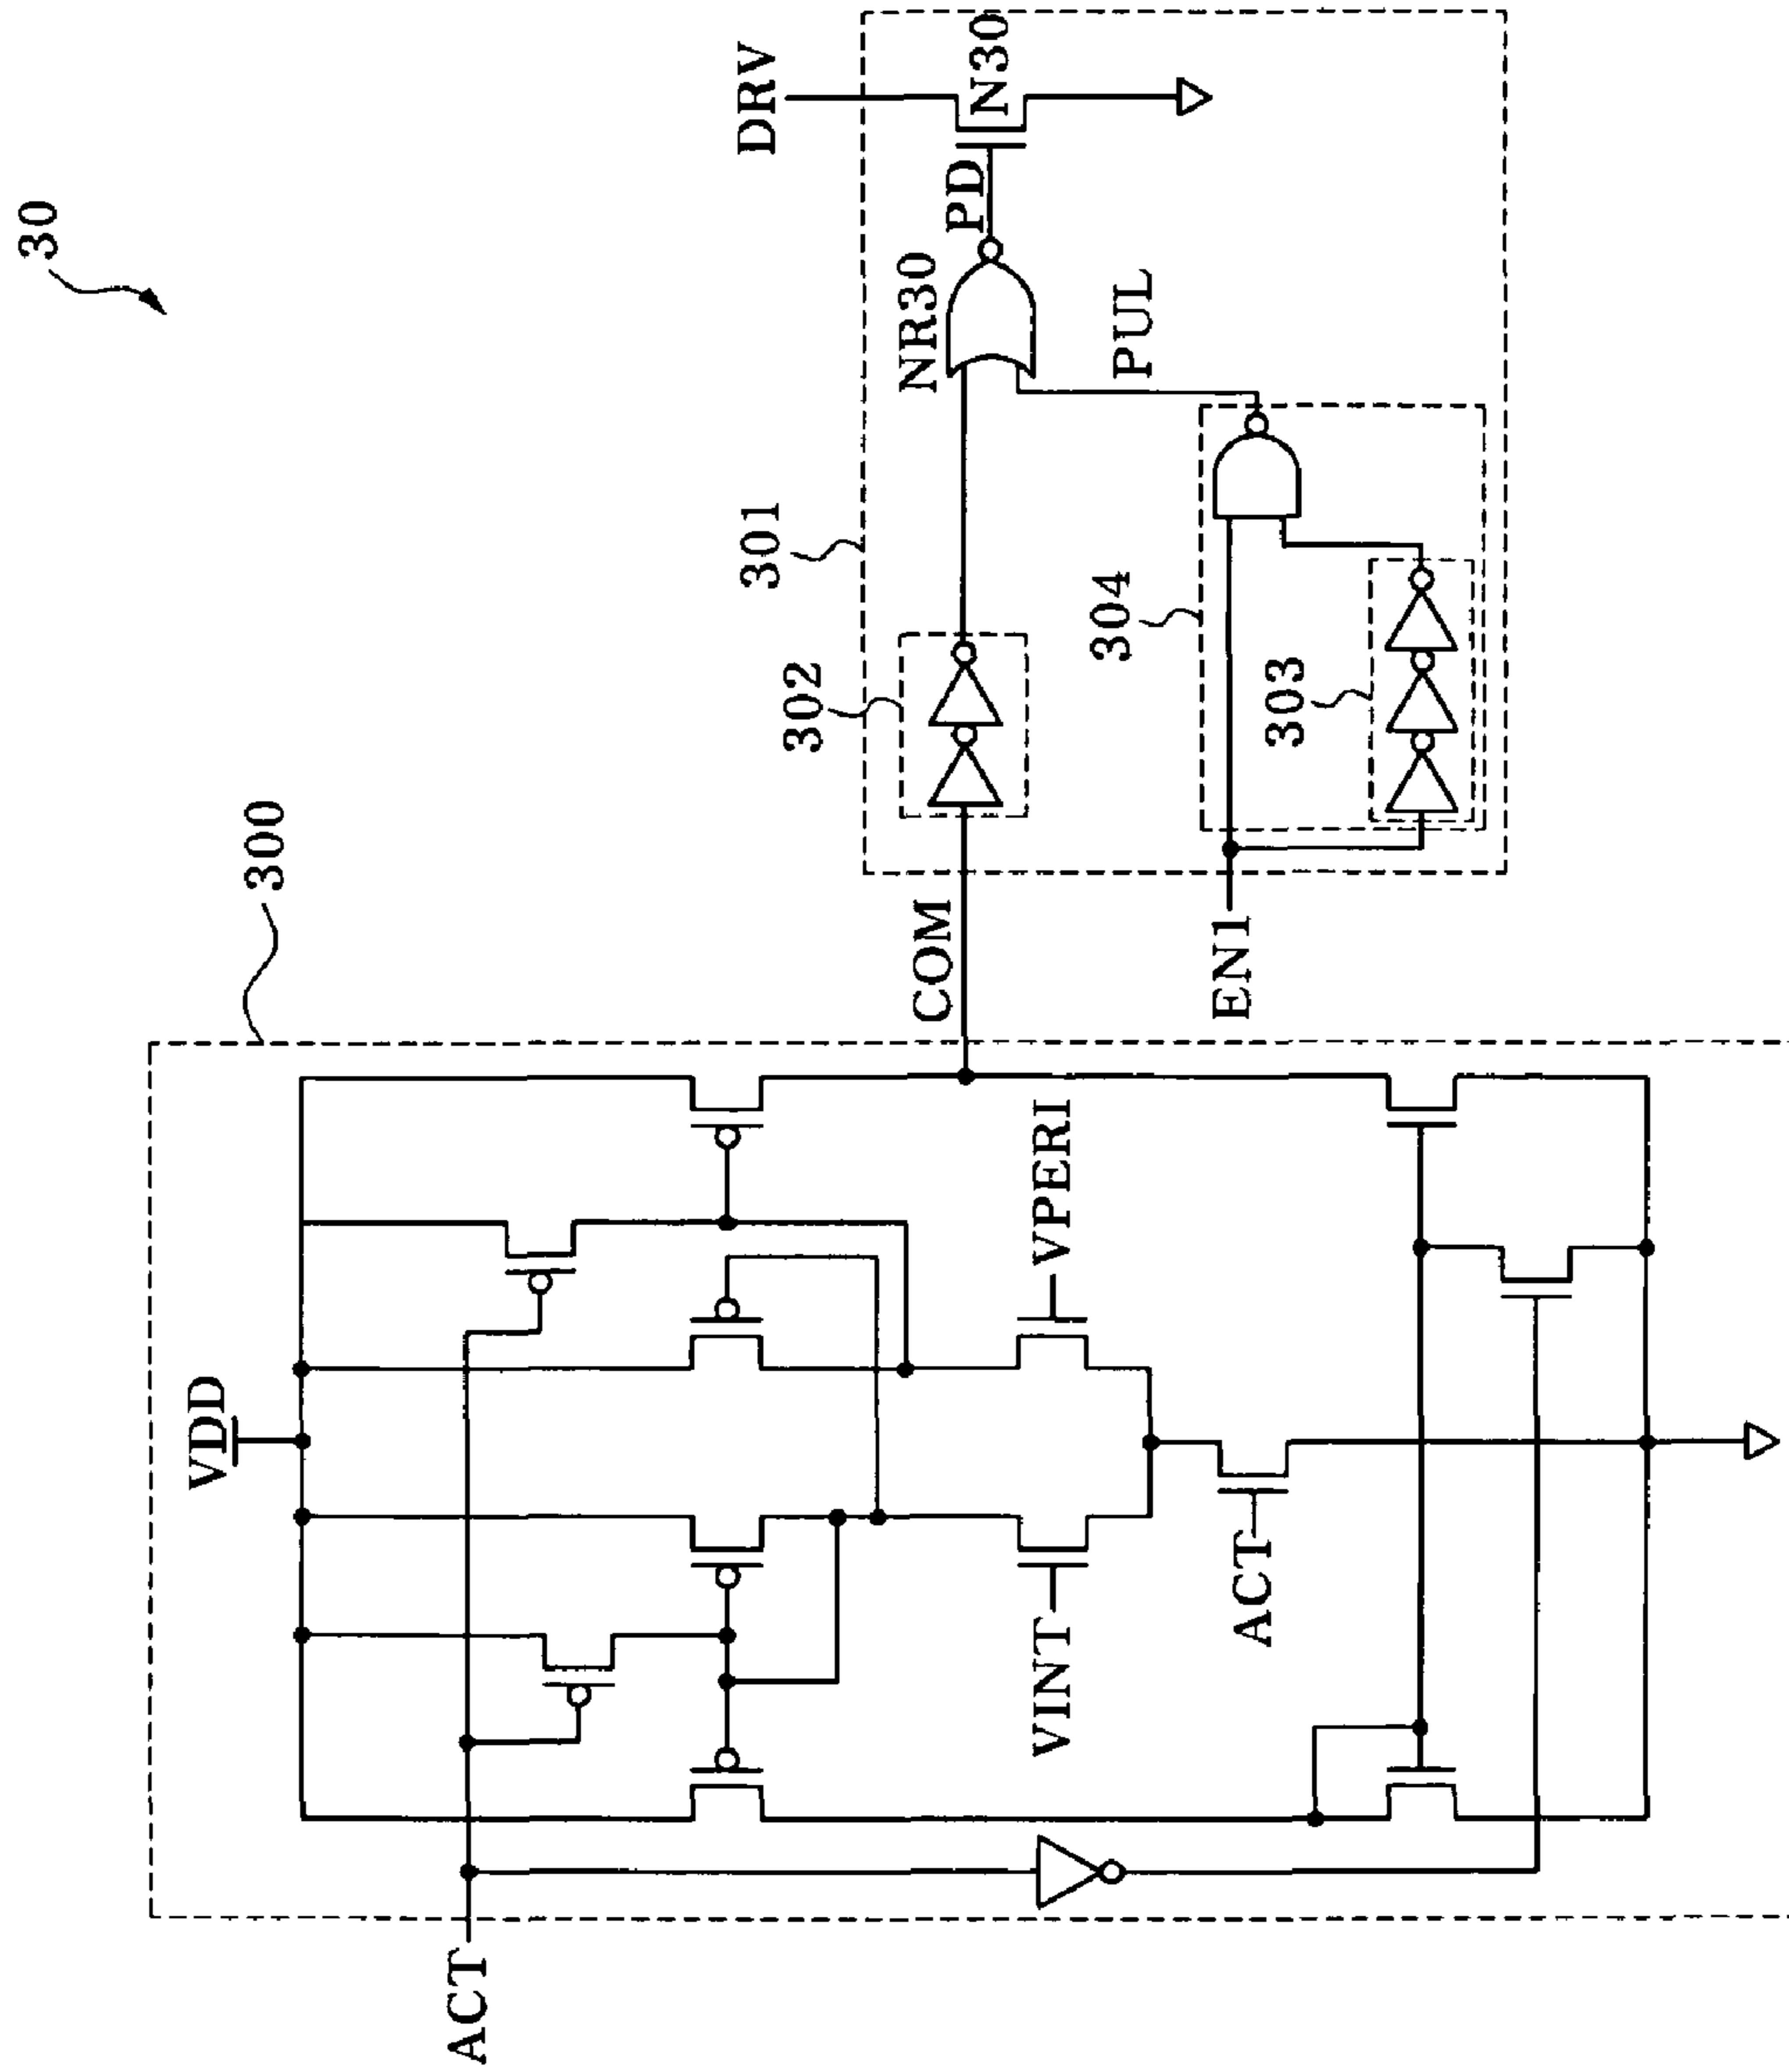 30
300
VDD
ACT
VINT
VPERI
ACT
COM
301
302
NR30
PD
DRV
N30
EN1
304
303
PUL